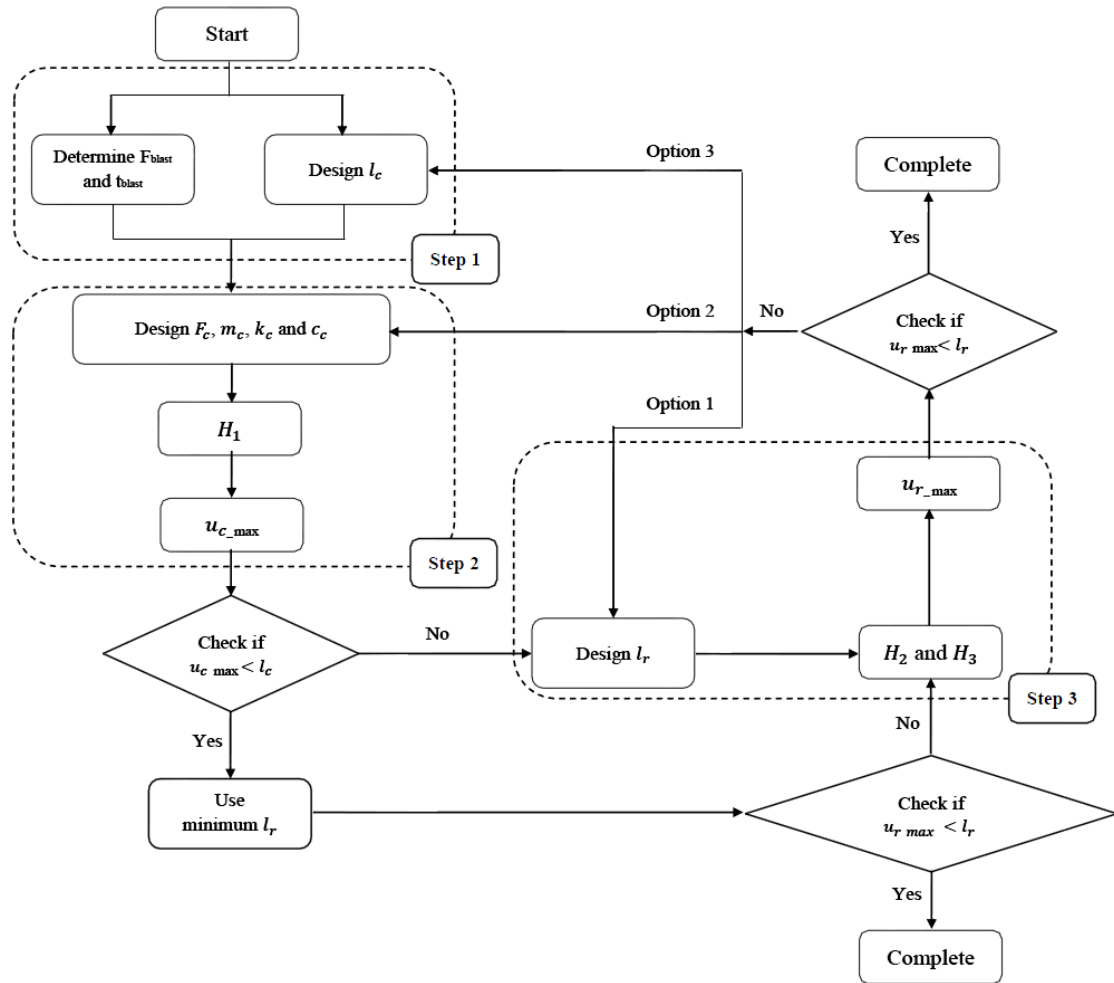 Start
Determine Fblast
and tblast
Design l_c
Option 3
Complete
Step 1
Yes
Design F_c, m_c, k_c and c_c
Option 2
No
Check if
u_r max< l_r
H_1
Option 1
u_c_max
u_r_max
Step 2
Check if
u_c max< l_c
No
Design l_r
H_2 and H_3
Step 3
Yes
No
Use
minimum l_r
Check if
u_r max < l_r
Yes
Complete